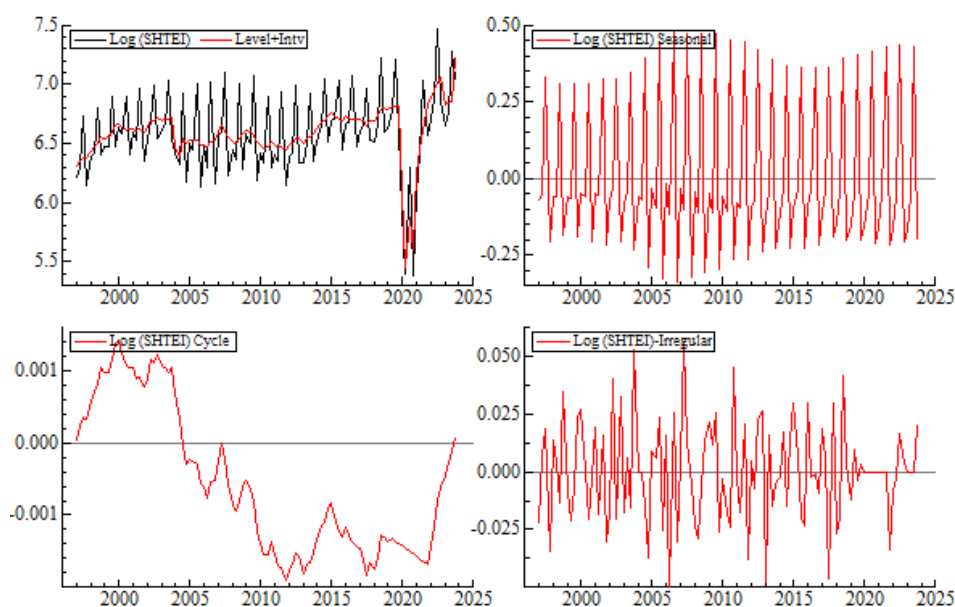 Log (SHTEI) Level+Intv
7.5
7.0
6.5
6.0
5.5
2000 2005 2010 2015 2020 2025
Log (SHTEI) Seasonal
0.50
0.25
0.00
-0.25
2000 2005 2010 2015 2020 2025
Log (SHTEI) Cycle
0.001
0.000
-0.001
2000 2005 2010 2015 2020 2025
Log (SHTEI)-Irregular
0.050
0.025
0.000
-0.025
2000 2005 2010 2015 2020 2025